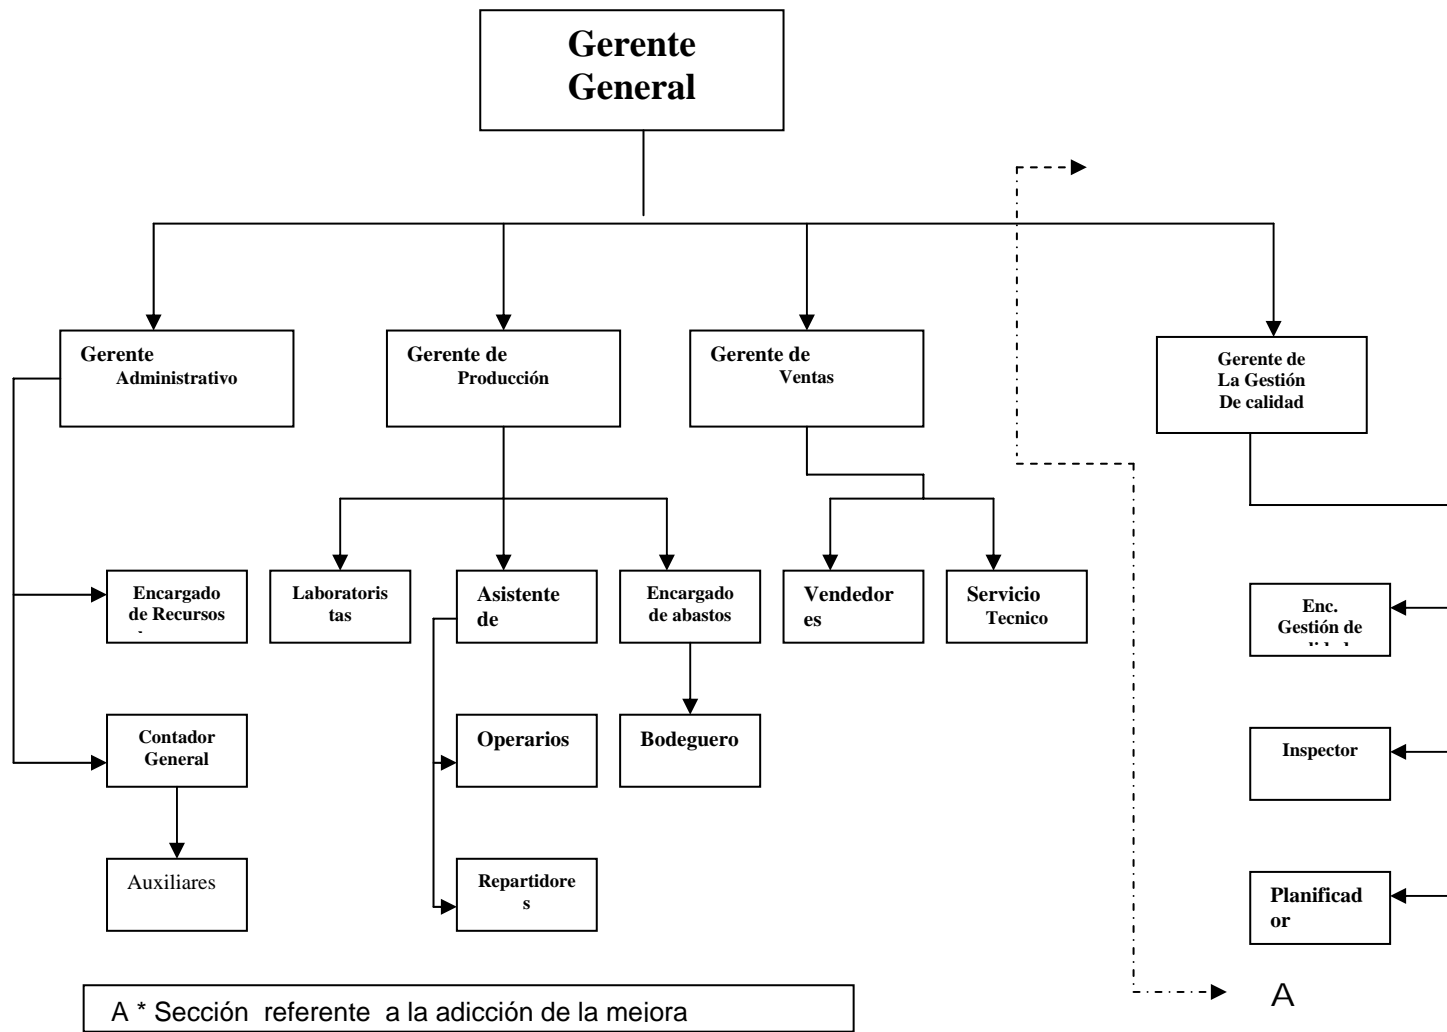 Gerente
General
Gerente
Administrativo
Gerente de
Producción
Gerente de
Ventas
Gerente de
La Gestión
De calidad
Encargado
de Recursos
Laboratoris
tas
Asistente
de
Encargado
de abastos
Vendedor
es
Servicio
Tecnico
Enc.
Gestión de
Contador
General
Operarios
Bodeguero
Inspector
Auxiliares
Repartidore
s
Planificad
or
A
A * Sección referente a la adicción de la mejora